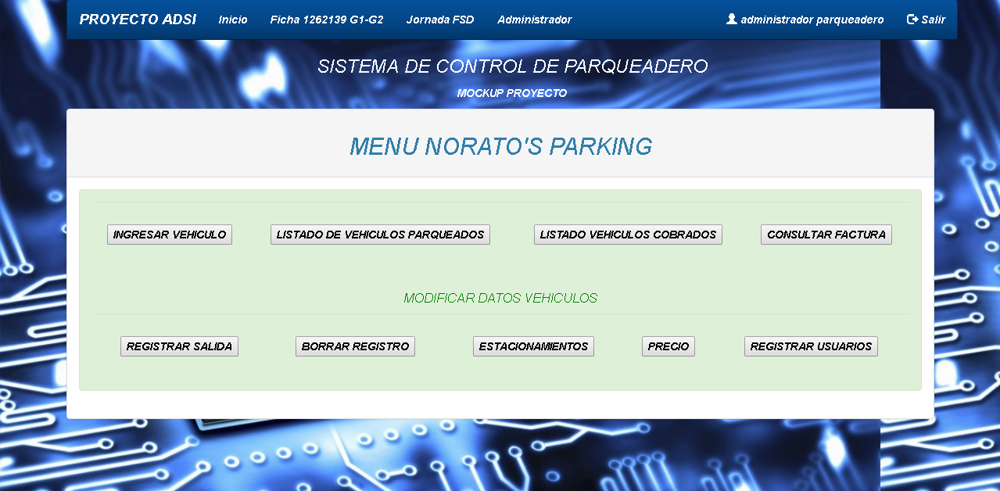 PROYECTO ADSI Inicio Ficha 1262139 G1-G2 Jornada FSD Administrador administrador parqueadero Salir
SISTEMA DE CONTROL DE PARQUEADERO
MOCKUP PROYECTO
MENU NORATO'S PARKING
INGRESAR VEHICULO LISTADO DE VEHICULOS PARQUEADOS LISTADO VEHICULOS COBRADOS CONSULTAR FACTURA
MODIFICAR DATOS VEHICULOS
REGISTRAR SALIDA BORRAR REGISTRO ESTACIONAMIENTOS PRECIO REGISTRAR USUARIOS